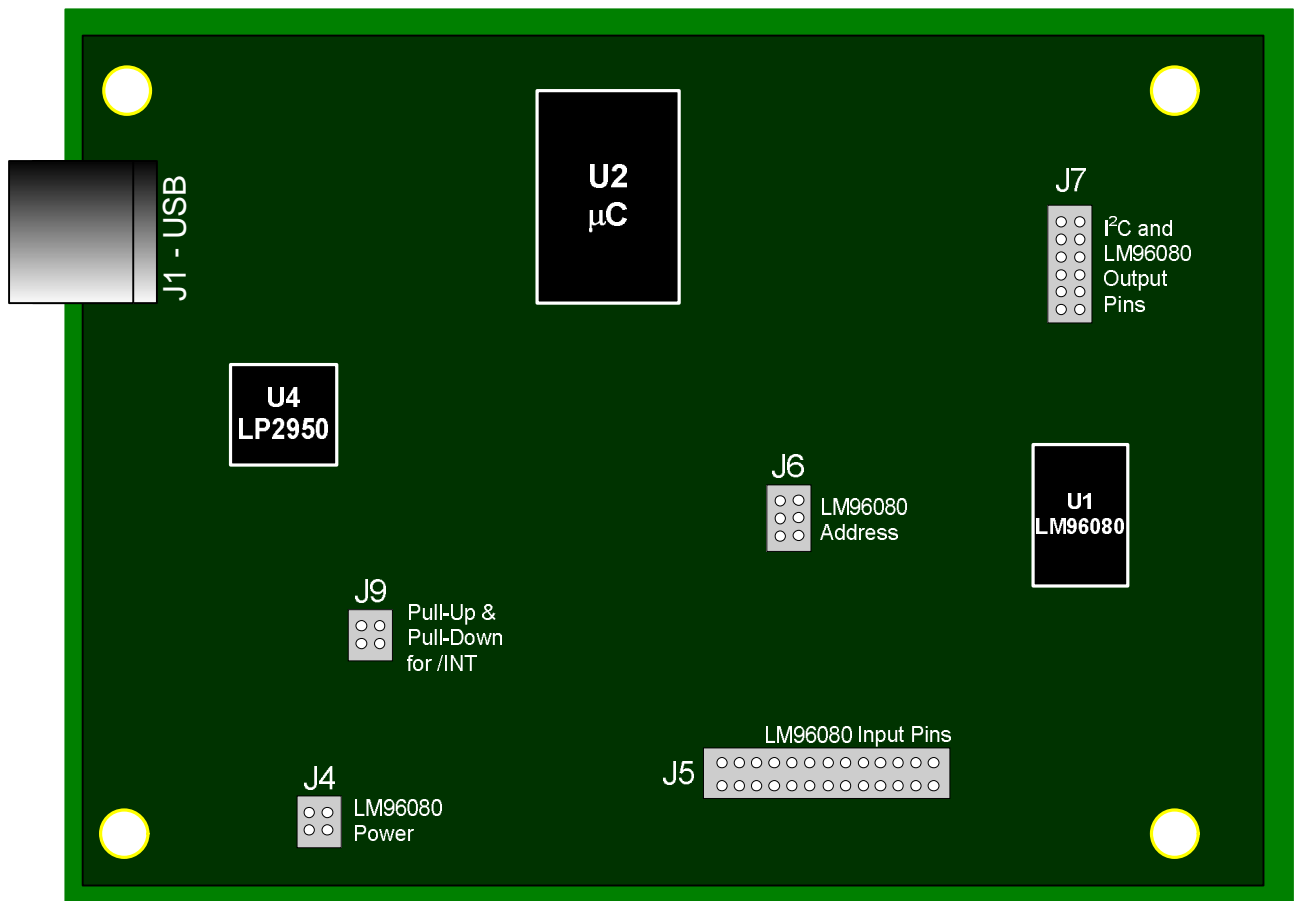 U2
μC
J1 - USB
J7
I²C and
LM96080
Output
Pins
U4
LP2950
J6
LM96080
Address
U1
LM96080
J9
Pull-Up &
Pull-Down
for /INT
LM96080 Input Pins
J5
J4
LM96080
Power